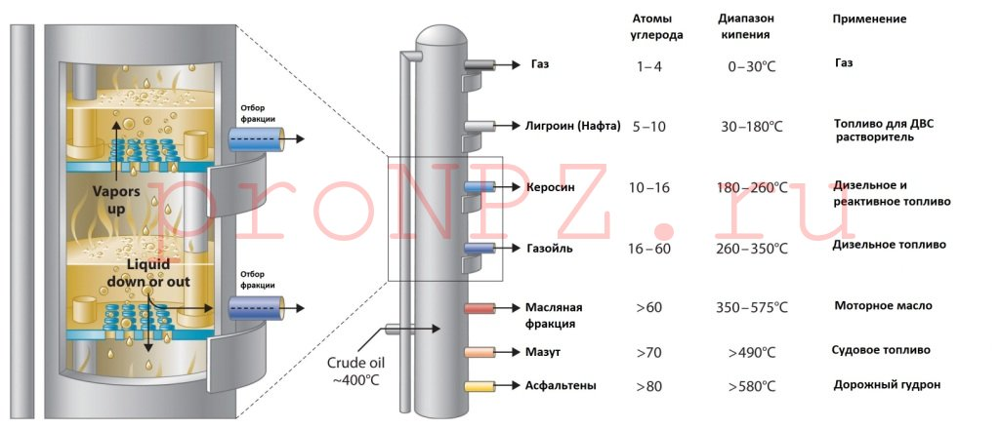 Атомы
углерода
Диапазон
кипения
Применение
Газ
1–4
0–30°C
Газ
Отбор
фракции
Лигроин (Нафта)
5–10
30–180°C
Топливо для ДВС
растворитель
Vapors
up
Керосин
10–16
180–260°C
Дизельное и
реактивное топливо
proNPZ.ru
Газойль
16–60
260–350°C
Дизельное топливо
Liquid
down or out
Отбор
фракции
Масляная
фракция
>60
350–575°C
Моторное масло
Crude oil
~400°C
Мазут
>70
>490°C
Судовое топливо
Асфальтены
>80
>580°C
Дорожный гудрон